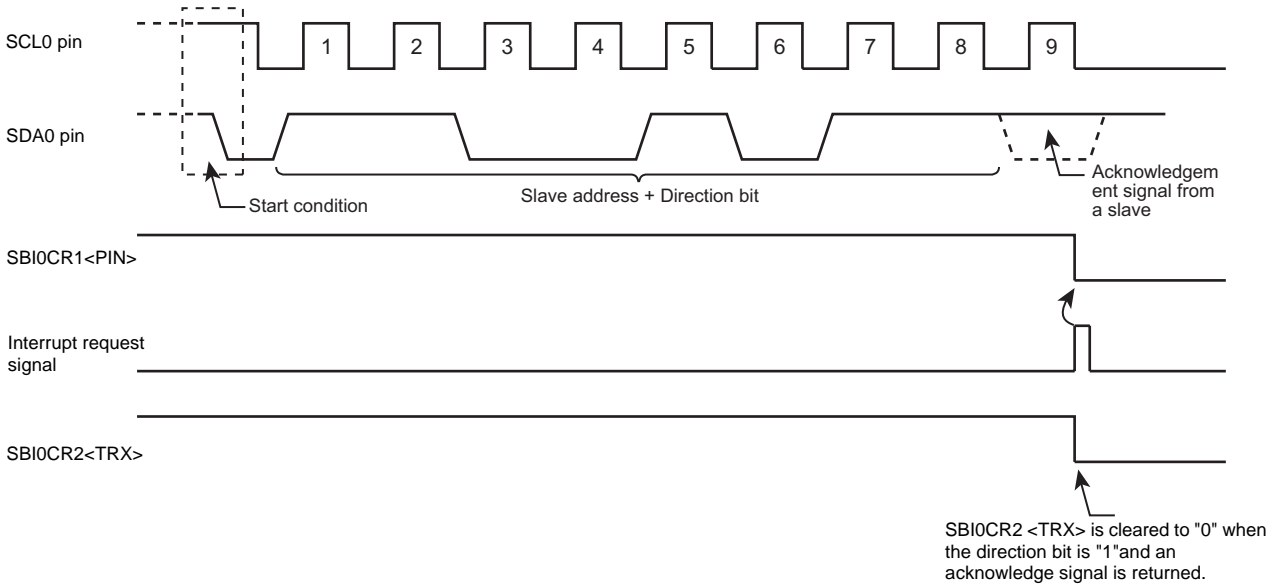 SCL0 pin
1 2 3 4 5 6 7 8 9
SDA0 pin
Start condition
Slave address + Direction bit
Acknowledgem
ent signal from
a slave
SBI0CR1<PIN>
Interrupt request
signal
SBI0CR2<TRX>
SBI0CR2 <TRX> is cleared to "0" when
the direction bit is "1"and an
acknowledge signal is returned.